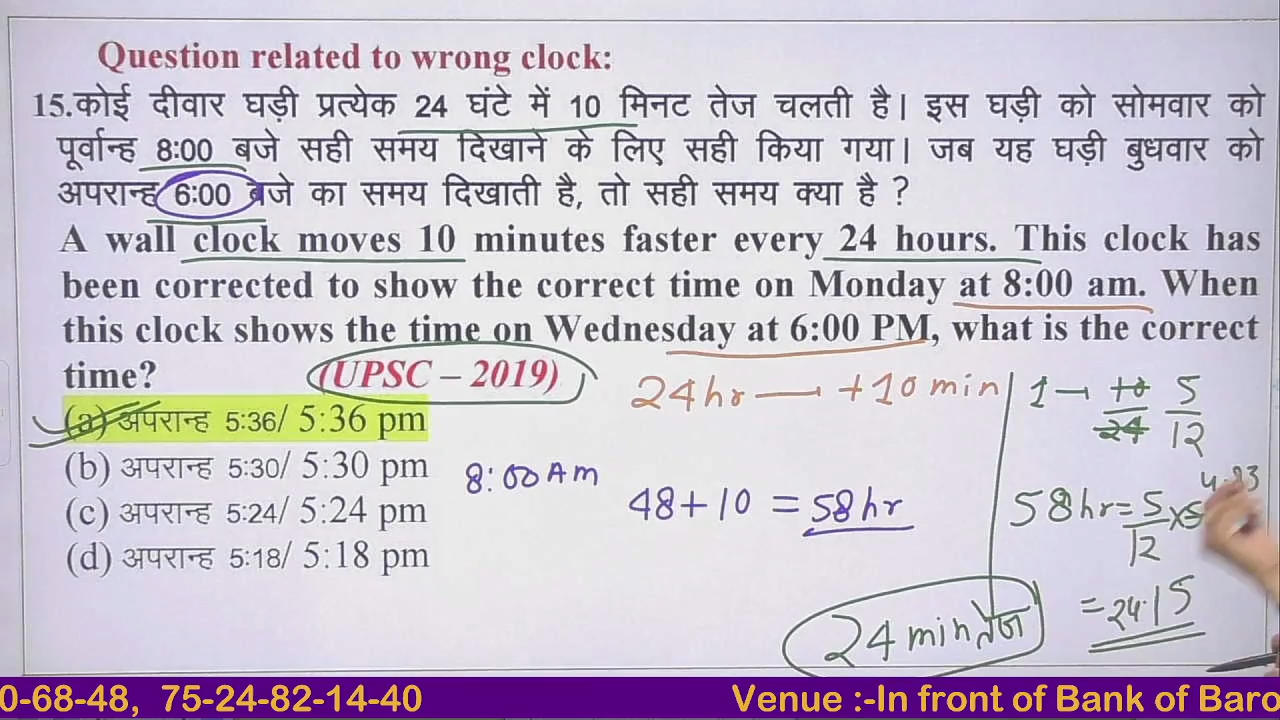 Question related to wrong clock:
15.कोई दीवार घड़ी प्रत्येक 24 घंटे में 10 मिनट तेज चलती है। इस घड़ी को सोमवार को
पूर्वान्ह 8:00 बजे सही समय दिखाने के लिए सही किया गया। जब यह घड़ी बुधवार को
अपरान्ह 6:00 बजे का समय दिखाती है, तो सही समय क्या है ?
A wall clock moves 10 minutes faster every 24 hours. This clock has
been corrected to show the correct time on Monday at 8:00 am. When
this clock shows the time on Wednesday at 6:00 PM, what is the correct
time? (UPSC – 2019)
(a) अपरान्ह 5:36/ 5:36 pm
(b) अपरान्ह 5:30/ 5:30 pm
(c) अपरान्ह 5:24/ 5:24 pm
(d) अपरान्ह 5:18/ 5:18 pm
24hr → +10 min
8:00 Am
48+10 = 58hr
1 → 10/24 5/12
58hr = 5/12 ×
= 24.15
24 min तेज
0-68-48, 75-24-82-14-40 Venue :-In front of Bank of Baro